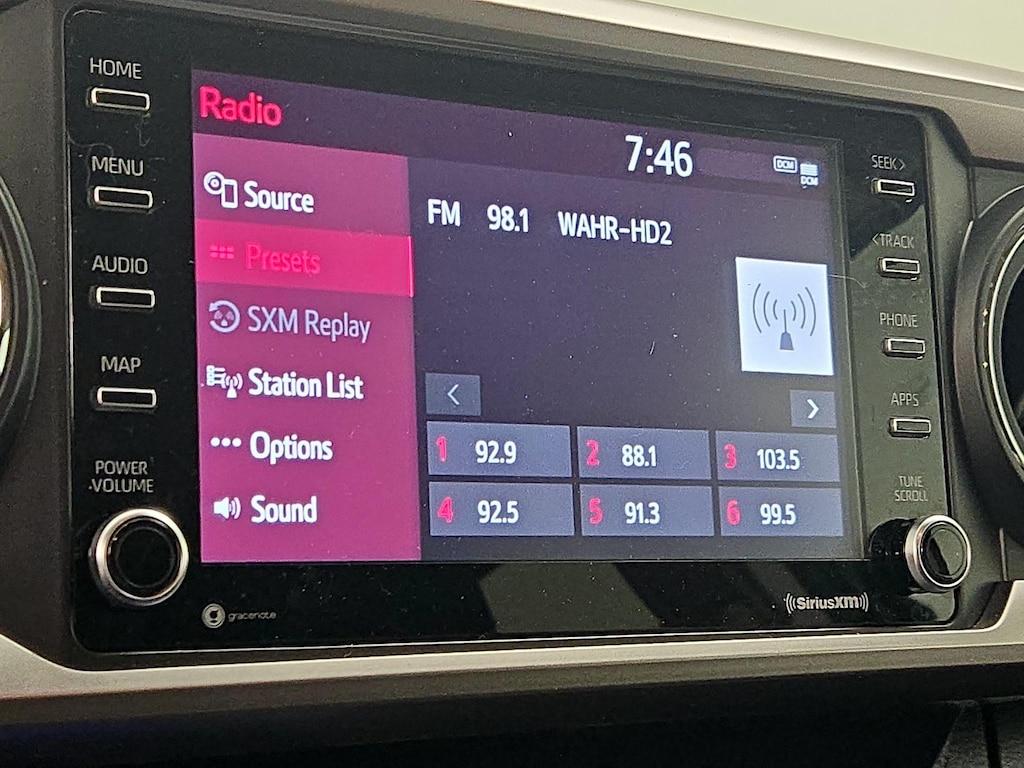 HOME
MENU
AUDIO
MAP
POWER
VOLUME
Radio
7:46
DCM
DCM
Source
Presets
SXM Replay
Station List
Options
Sound
FM 98.1 WAHR-HD2
<
>
1 92.9
2 88.1
3 103.5
4 92.5
5 91.3
6 99.5
SEEK>
<TRACK
PHONE
APPS
TUNE
SCROLL
gracenote
((SiriusXM))